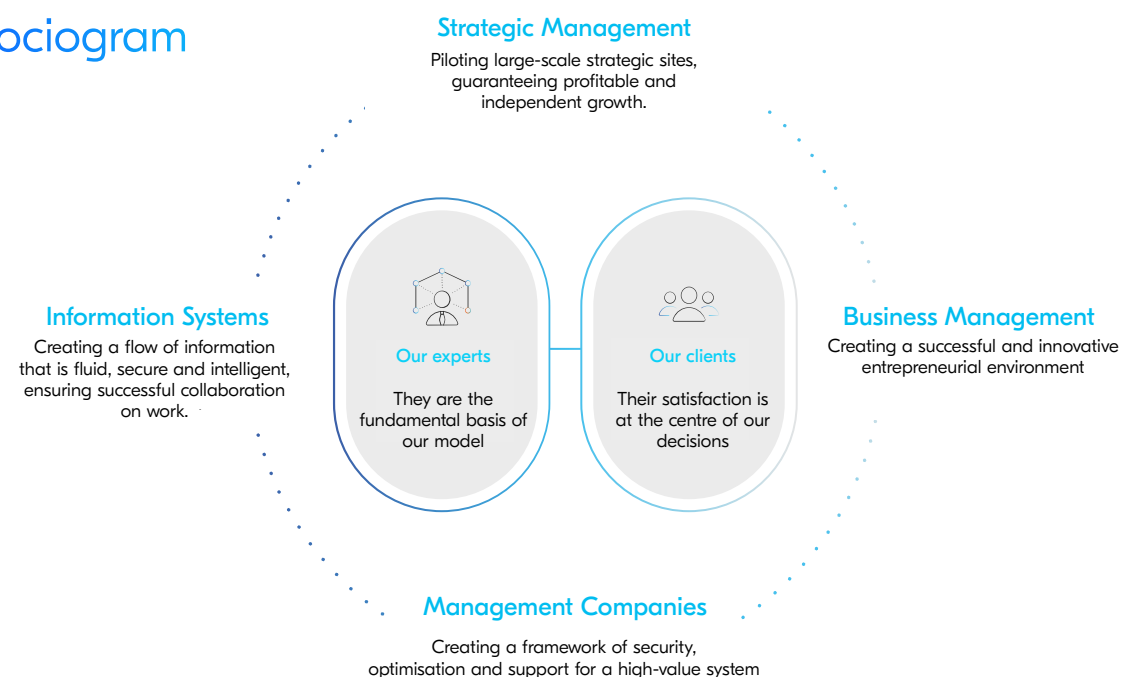 ociogram
Strategic Management
Piloting large-scale strategic sites,
guaranteeing profitable and
independent growth.
Information Systems
Creating a flow of information
that is fluid, secure and intelligent,
ensuring successful collaboration
on work.
Our experts
They are the
fundamental basis of
our model
Our clients
Their satisfaction is
at the centre of our
decisions
Business Management
Creating a successful and innovative
entrepreneurial environment
Management Companies
Creating a framework of security,
optimisation and support for a high-value system